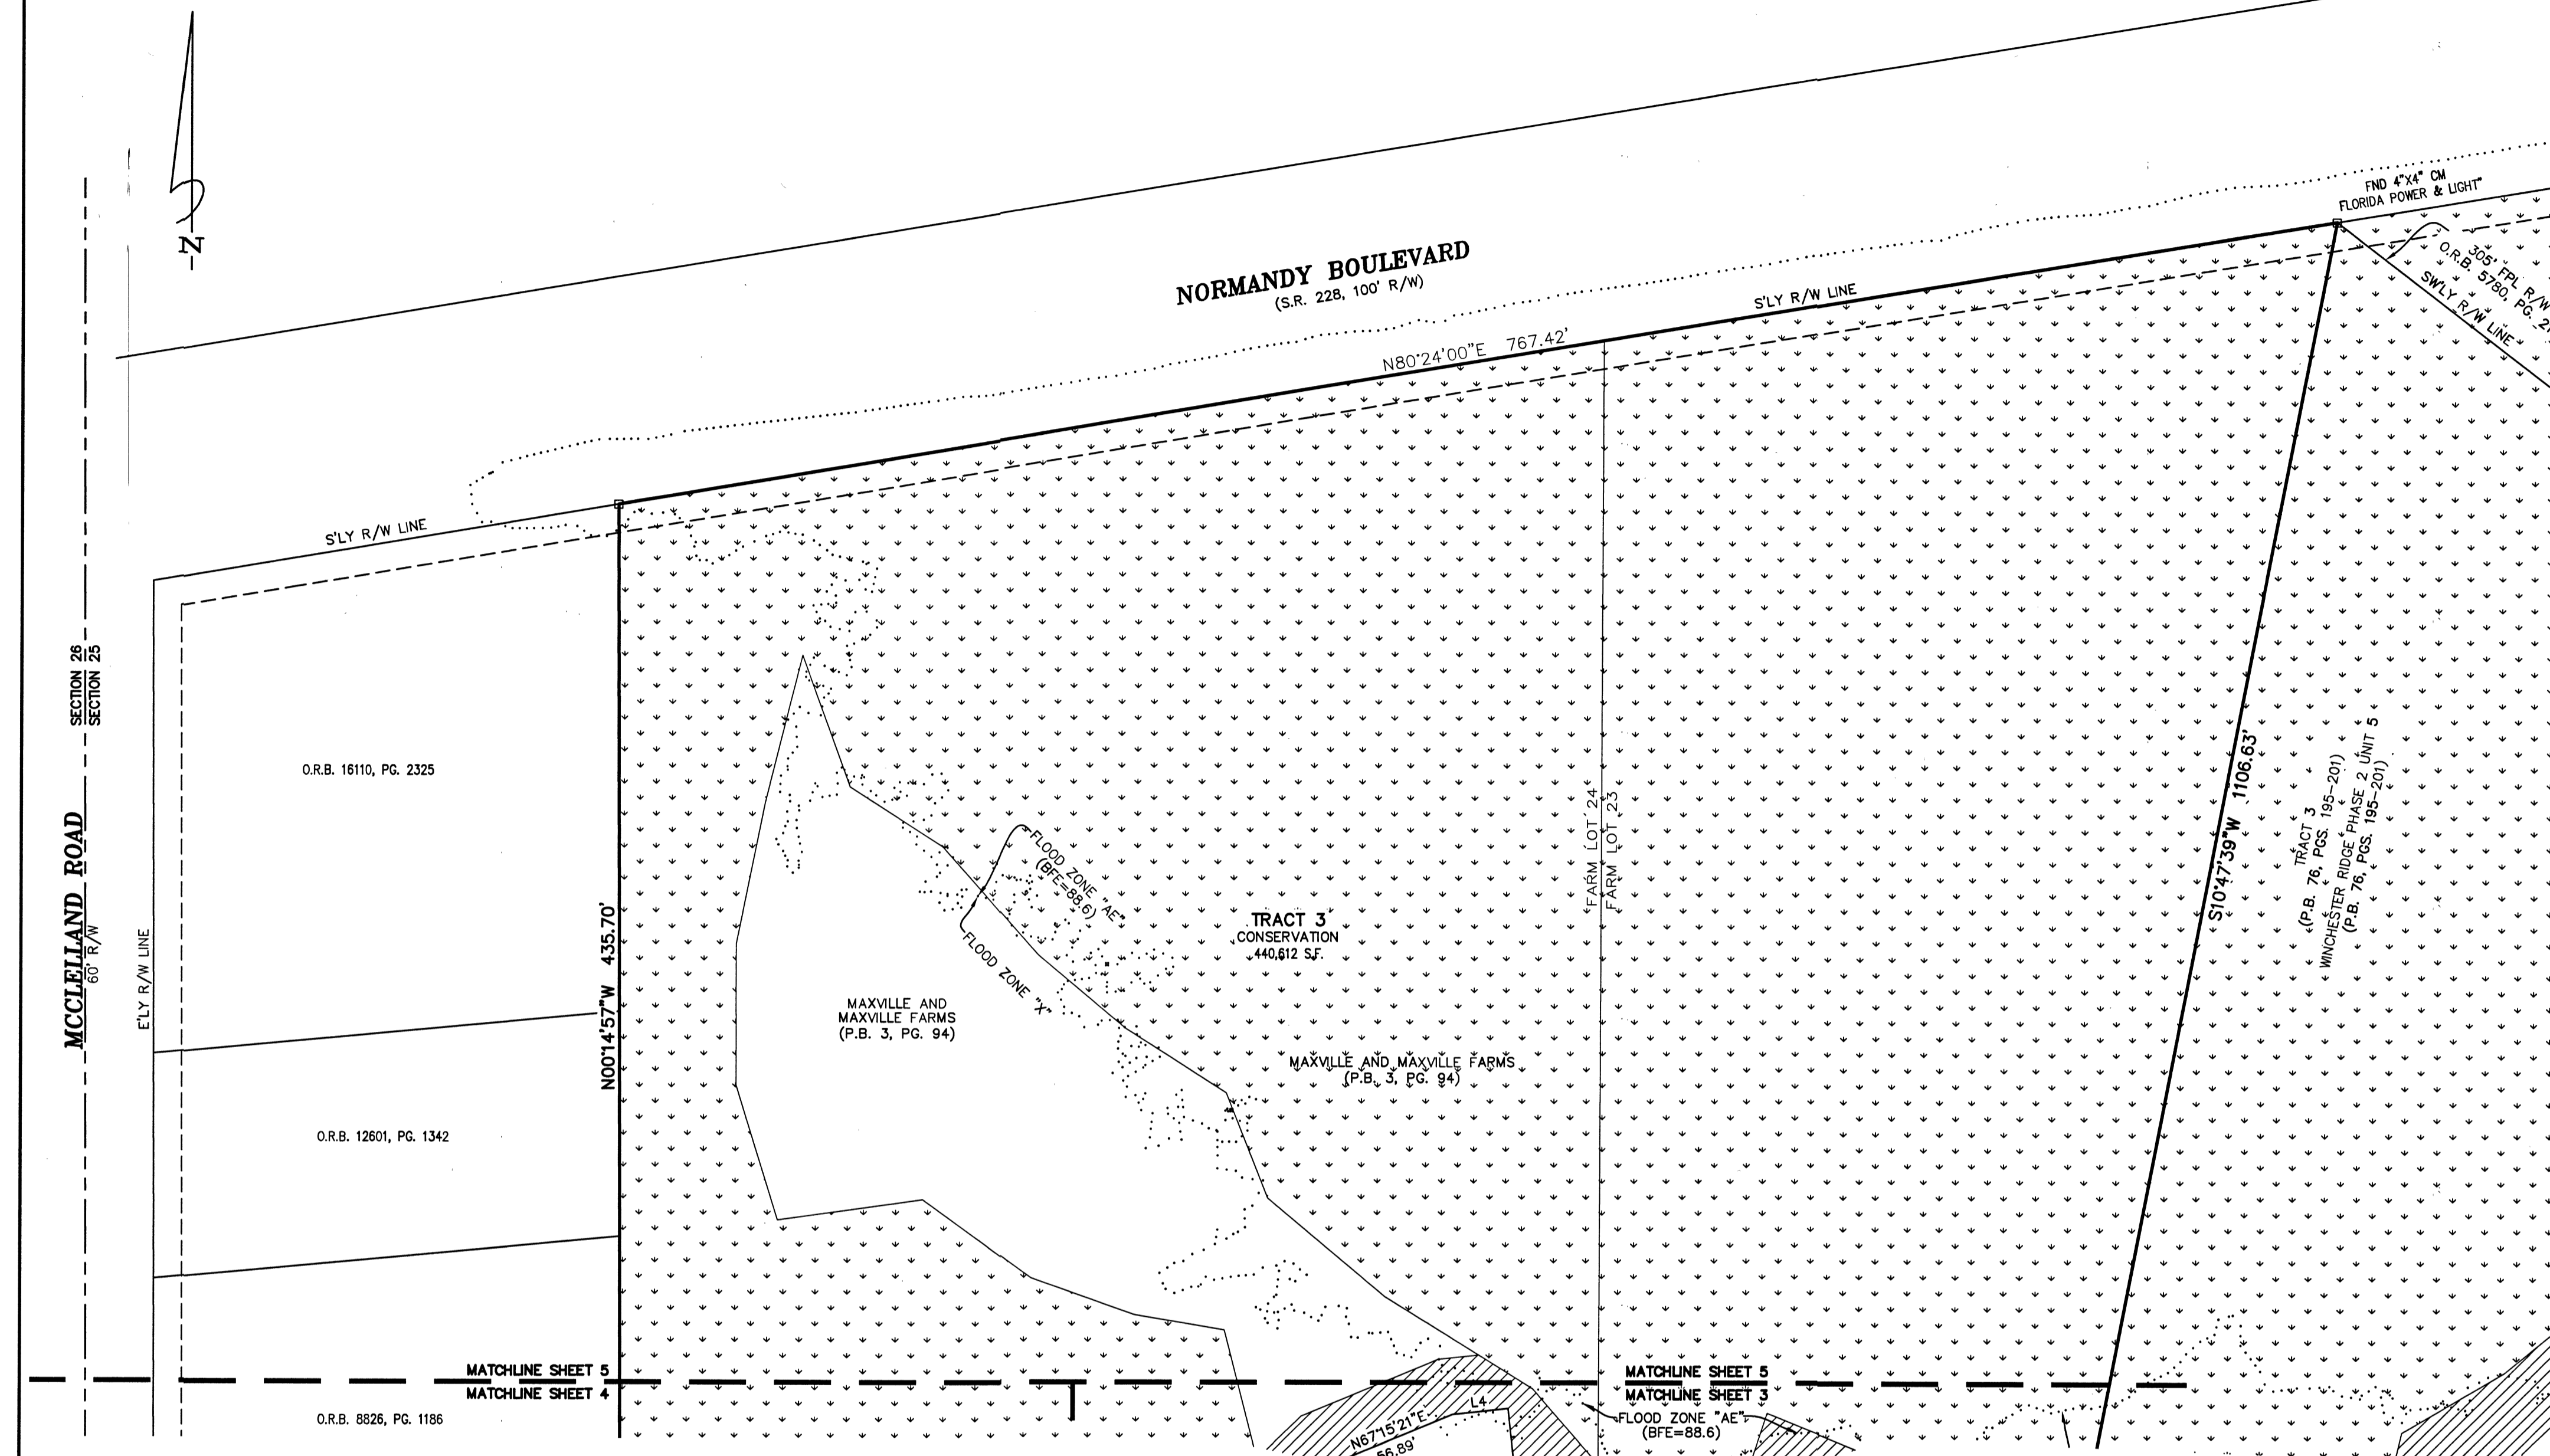 N
FND 4"X4" CM
FLORIDA POWER & LIGHT"
305' FPL R/W
O.R.B. 5780, PG.
SW'LY R/W LINE
NORMANDY BOULEVARD
(S.R. 228, 100' R/W)
S'LY R/W LINE
N80°24'00"E 767.42'
S'LY R/W LINE
SECTION 26
SECTION 25
MCCLELLAND ROAD
60' R/W
E'LY R/W LINE
O.R.B. 16110, PG. 2325
O.R.B. 12601, PG. 1342
O.R.B. 8826, PG. 1186
N00°14'57"W 435.70'
FLOOD ZONE "AE"
(BFE=88.6)
FLOOD ZONE "X"
MAXVILLE AND
MAXVILLE FARMS
(P.B. 3, PG. 94)
TRACT 3
CONSERVATION
440,612 S.F.
MAXVILLE AND MAXVILLE FARMS
(P.B. 3, PG. 94)
FARM LOT 24
FARM LOT 23
S10°47'39"W 1106.63'
TRACT 3
(P.B. 76, PGS. 195-201)
WINCHESTER RIDGE PHASE 2 UNIT 5
(P.B. 76, PGS. 195-201)
MATCHLINE SHEET 5
MATCHLINE SHEET 4
MATCHLINE SHEET 5
MATCHLINE SHEET 3
FLOOD ZONE "AE"
(BFE=88.6)
L4
N67°15'21"E
56.89'